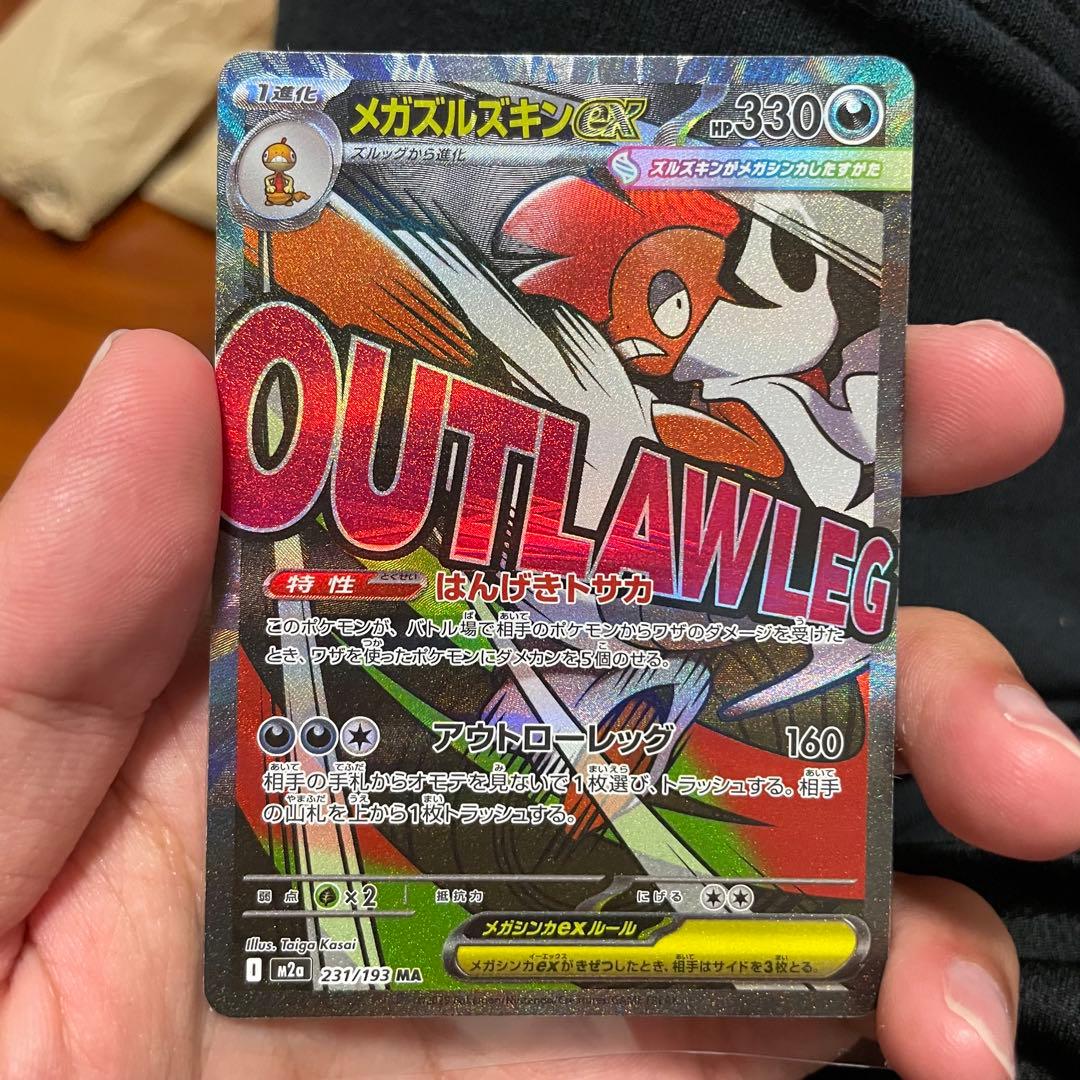 1進化
メガズルズキンex
HP330
ズルッグから進化
ズルズキンがメガシンカしたすがた
OUTLAWLEG
特性 とくせい はんげきトサカ
このポケモンが、バトル場で相手のポケモンからワザのダメージを受けた
とき、ワザを使ったポケモンにダメカンを5個のせる。
アウトローレッグ 160
相手の手札からオモテを見ないで1枚選び、トラッシュする。相手
の山札を上から1枚トラッシュする。
弱点 ×2 抵抗力 にげる
メガシンカexルール
メガシンカexがきぜつしたとき、相手はサイドを3枚とる。
Illus. Taiga Kasai
I m2a 231/193 MA